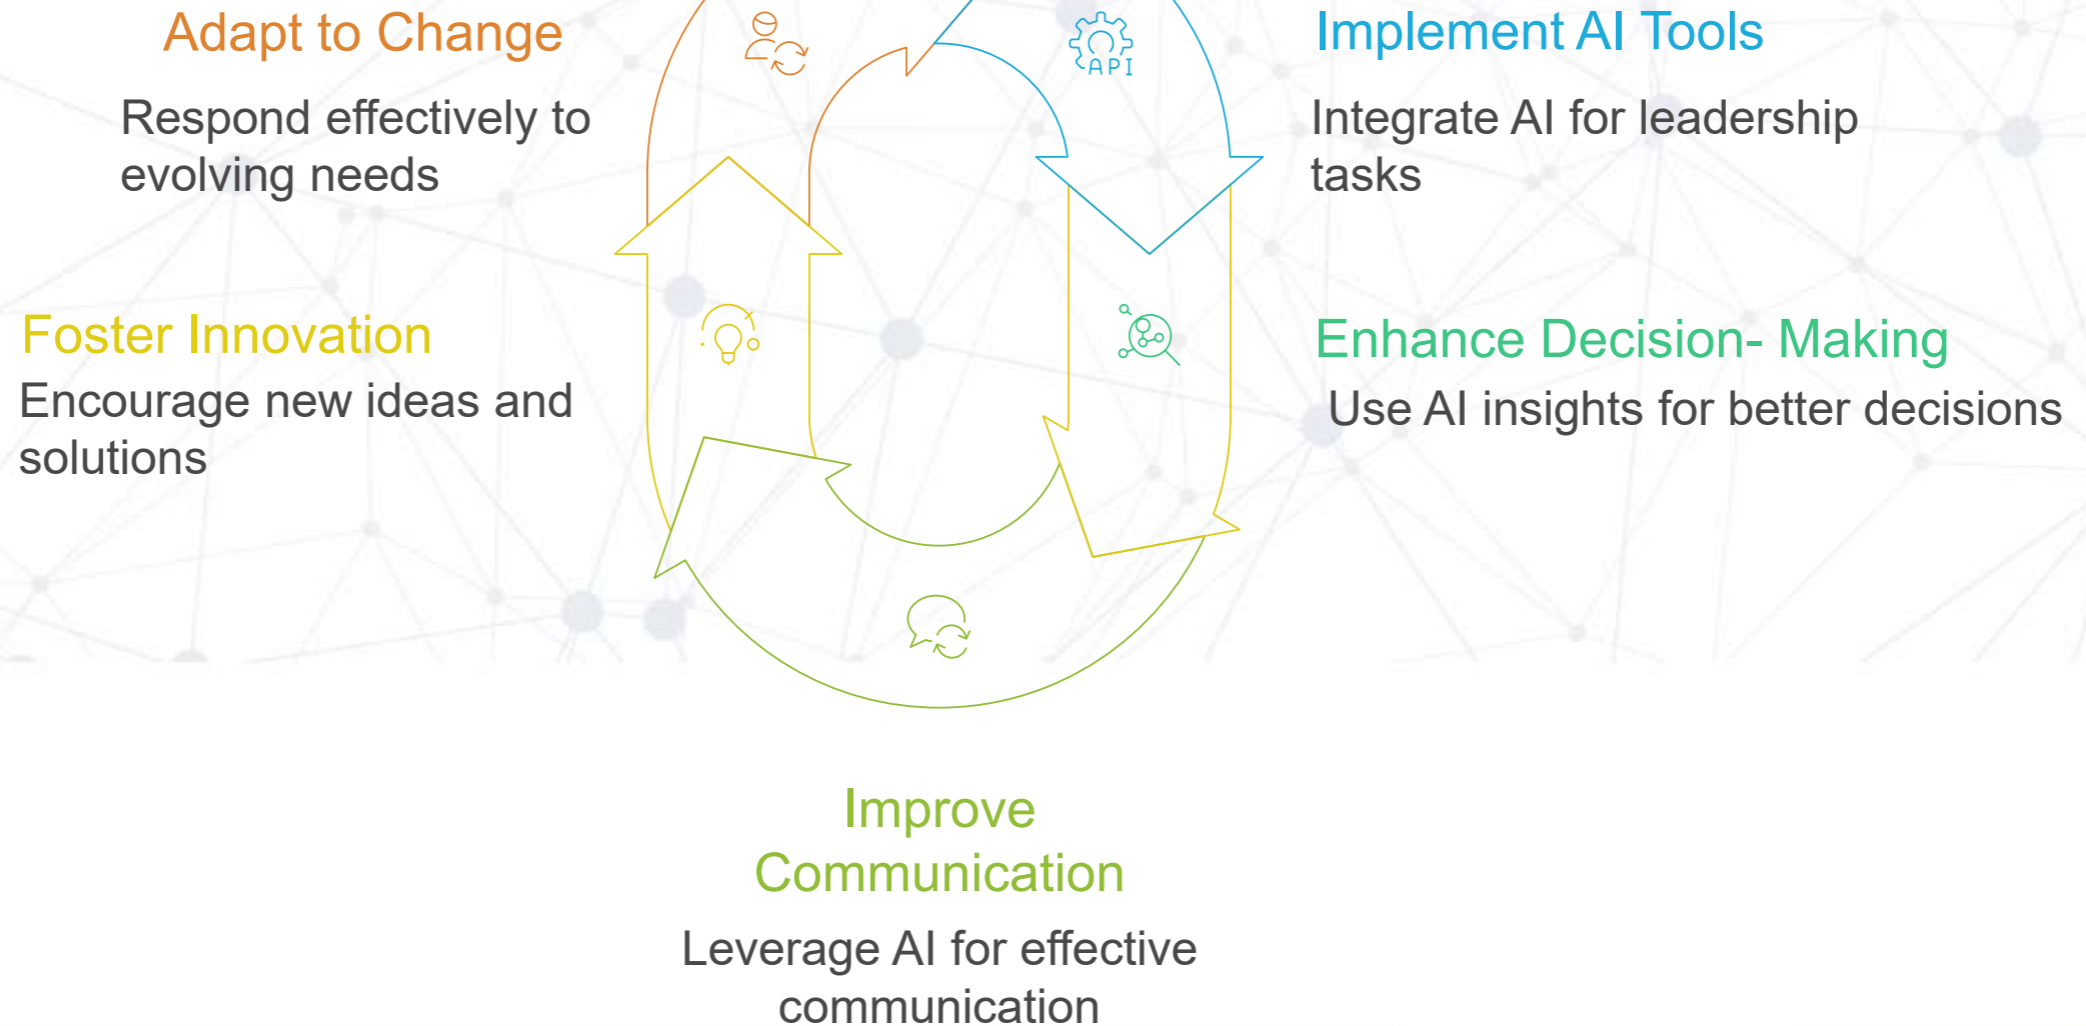 Adapt to Change
Respond effectively to
evolving needs
Foster Innovation
Encourage new ideas and
solutions
API
Implement AI Tools
Integrate AI for leadership
tasks
Enhance Decision- Making
Use AI insights for better decisions
Improve
Communication
Leverage AI for effective
communication